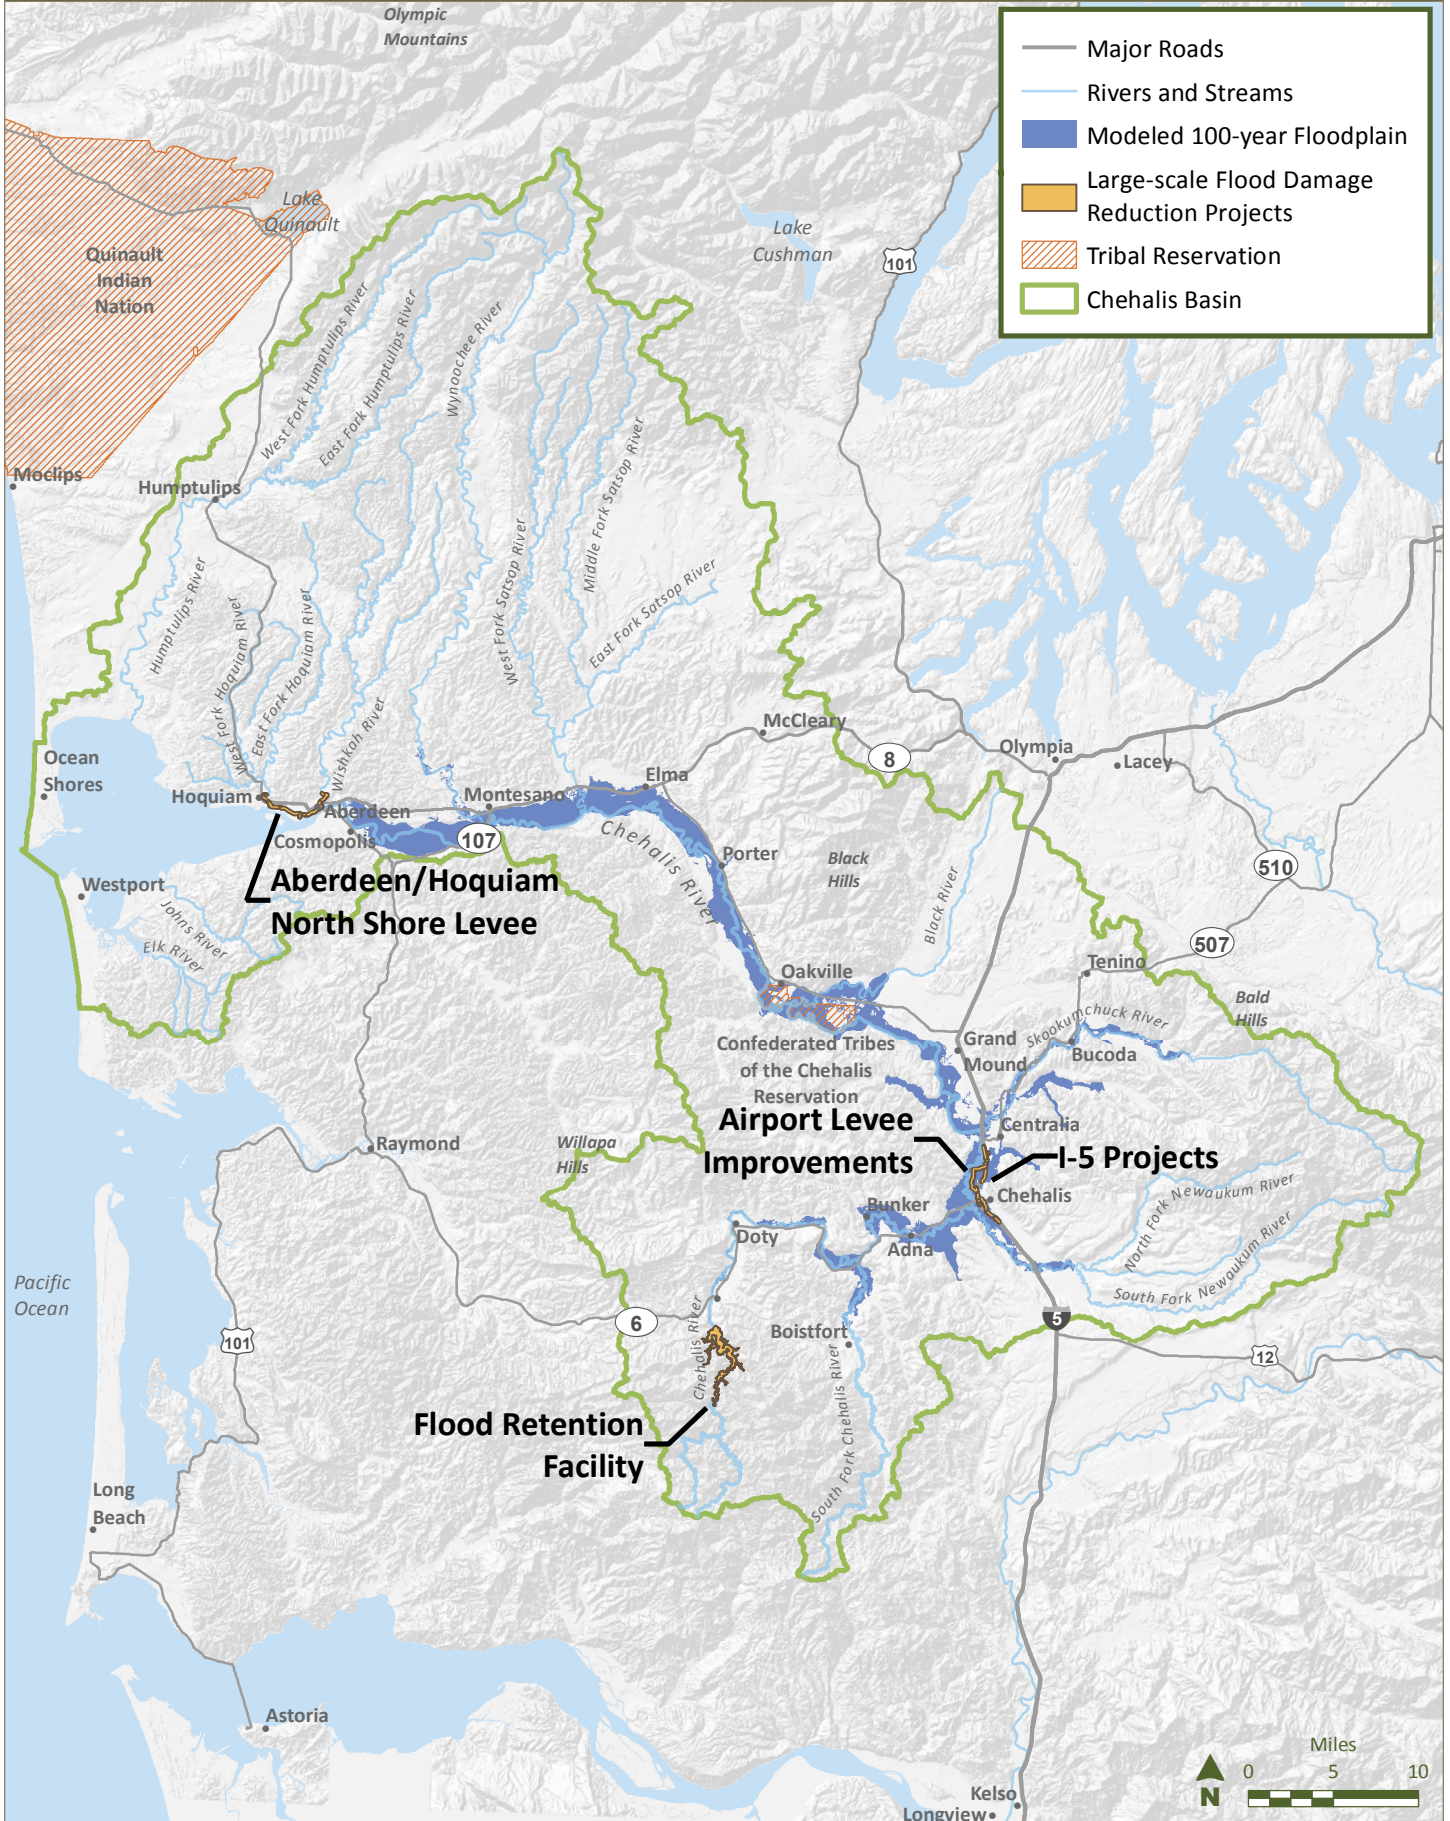 Olympic
Mountains
Major Roads
Rivers and Streams
Modeled 100-year Floodplain
Large-scale Flood Damage
Reduction Projects
Tribal Reservation
Chehalis Basin
Lake
Quinault
Lake
Cushman
101
Quinault
Indian
Nation
West Fork Humptulips River
East Fork Humptulips River
Wynoochee River
Moclips
Humptulips
Middle Fork Satsop River
West Fork Satsop River
East Fork Satsop River
Humptulips River
West Fork Hoquiam River
East Fork Hoquiam River
Wishkah River
McCleary
8
Olympia
Lacey
Ocean
Shores
Elma
Hoquiam
Aberdeen
Montesano
Cosmopolis
107
Chehalis River
Porter
Black
Hills
Black River
510
Aberdeen/Hoquiam
North Shore Levee
Westport
Johns River
Elk River
507
Tenino
Oakville
Bald
Hills
Skookumchuck River
Grand
Mound
Bucoda
Confederated Tribes
of the Chehalis
Reservation
Airport Levee
Improvements
Centralia
I-5 Projects
Raymond
Willapa
Hills
Chehalis
North Fork Newaukum River
South Fork Newaukum River
Bunker
Doty
Adna
Pacific
Ocean
101
6
Chehalis River
Boistfort
5
12
South Fork Chehalis River
Flood Retention
Facility
Long
Beach
Astoria
Miles
0 5 10
N
Kelso
Longview